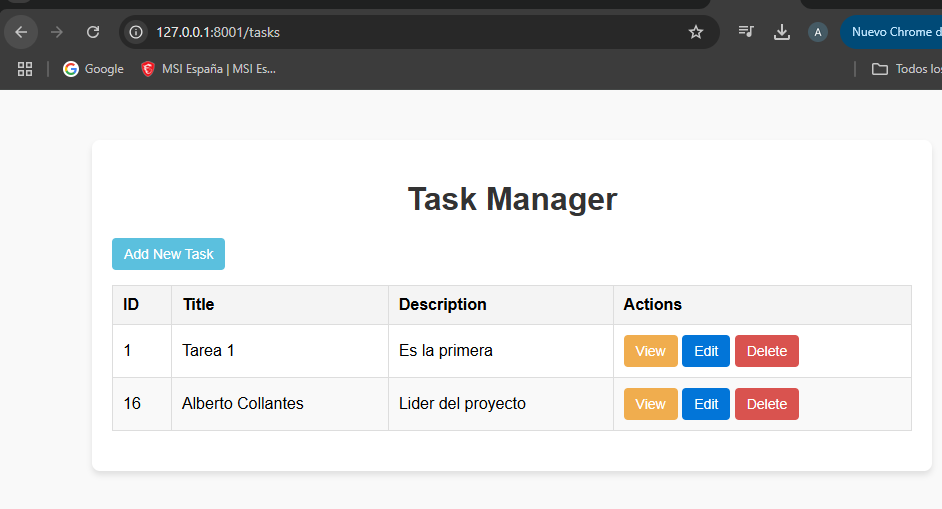 127.0.0.1:8001/tasks
A
Nuevo Chrome d
Google
MSI España | MSI Es...
Todos los
Task Manager
Add New Task
ID Title Description Actions
1 Tarea 1 Es la primera View Edit Delete
16 Alberto Collantes Lider del proyecto View Edit Delete